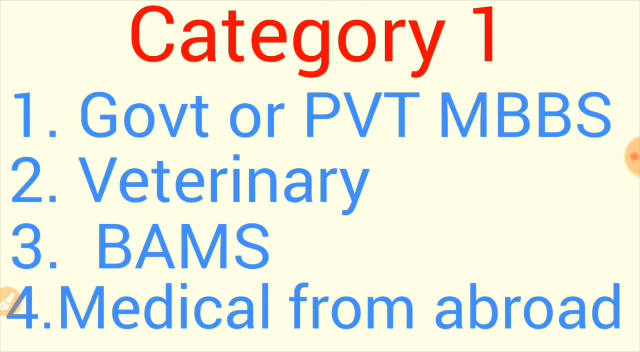 Category 1
1. Govt or PVT MBBS
2. Veterinary
3. BAMS
4.Medical from abroad